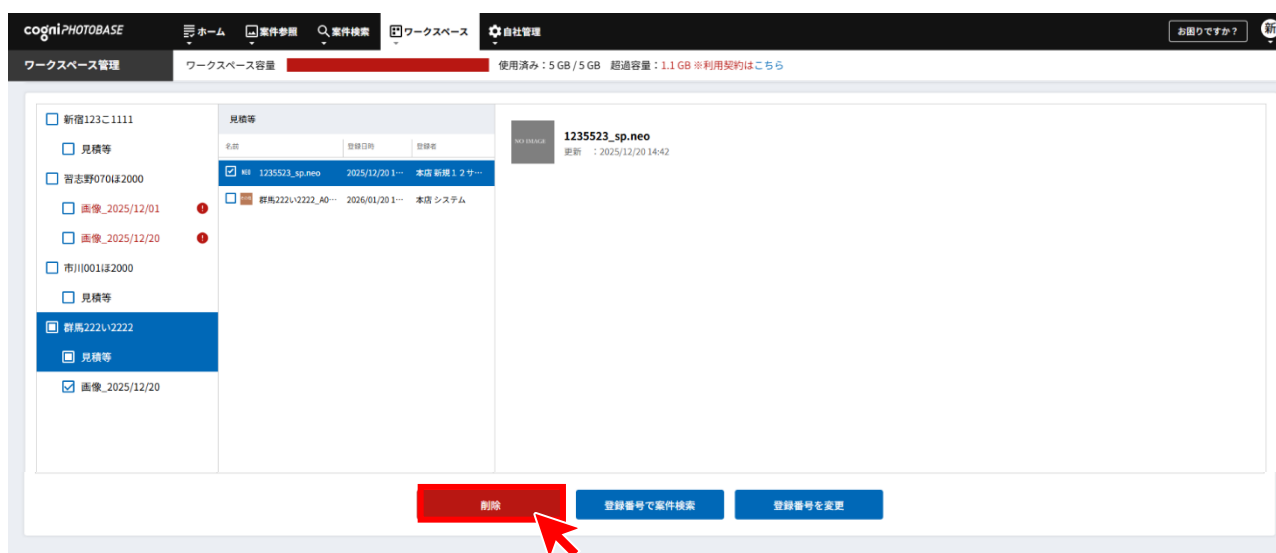 cogni PHOTOBASE ホーム 案件参照 案件検索 ワークスペース 自社管理 お困りですか? 新
ワークスペース管理 ワークスペース容量 使用済み:5 GB / 5 GB 超過容量:1.1 GB ※利用契約はこちら
新宿123こ1111
見積等
習志野070ほ2000
画像_2025/12/01
画像_2025/12/20
市川001ほ2000
見積等
群馬222い2222
見積等
画像_2025/12/20
見積等
名前 登録日時 登録者
NEO 1235523_sp.neo 2025/12/20 1… 本店 新規12サ…
群馬222い2222_A0… 2026/01/20 1… 本店 システム
NO IMAGE
1235523_sp.neo
更新 :2025/12/20 14:42
削除 登録番号で案件検索 登録番号を変更